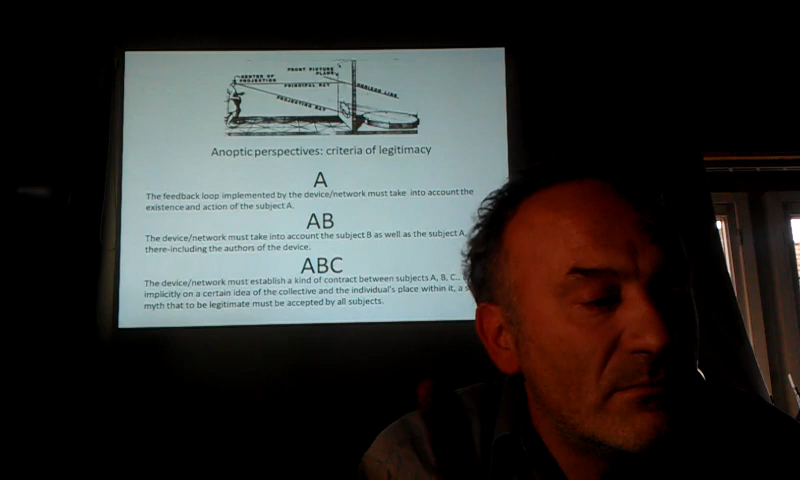 CENTER OF
PROJECTION
FRONT PICTURE
PLANE
PRINCIPAL RAY
HORIZON LINE
PROJECTING RAY
Anoptic perspectives: criteria of legitimacy
A
The feedback loop implemented by the device/network must take into account the
existence and action of the subject A.
AB
The device/network must take into account the subject B as well as the subject A,
there-including the authors of the device.
ABC
The device/network must establish a kind of contract between subjects A, B, C..
implicitly on a certain idea of the collective and the individual's place within it, a
myth that to be legitimate must be accepted by all subjects.